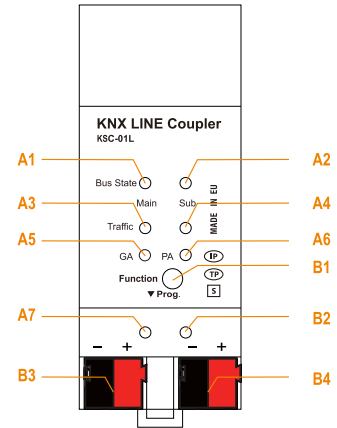 KNX LINE Coupler
KSC-01L
A1
A2
Bus State
Main
Sub
A3
A4
Traffic
MADE IN EU
A5
A6
GA
PA
IP
B1
Function
TP
▼ Prog.
S
A7
B2
− + − +
B3
B4